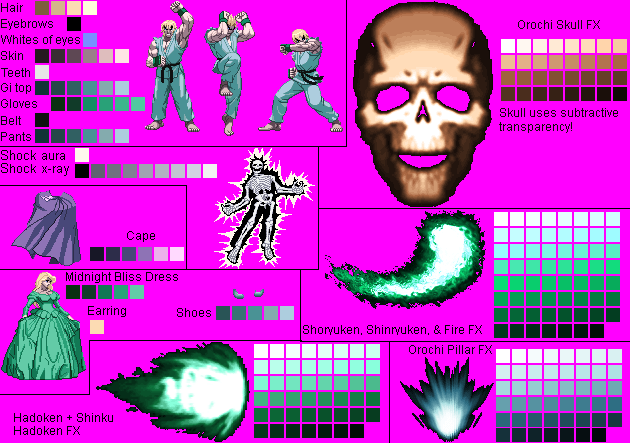 Hair
Eyebrows
Whites of eyes
Skin
Teeth
Gi top
Gloves
Belt
Pants
Shock aura
Shock x-ray
Orochi Skull FX
Skull uses subtractive
transparency!
Cape
Midnight Bliss Dress
Earring
Shoes
Shoryuken, Shinryuken, & Fire FX
Hadoken + Shinku
Hadoken FX
Orochi Pillar FX